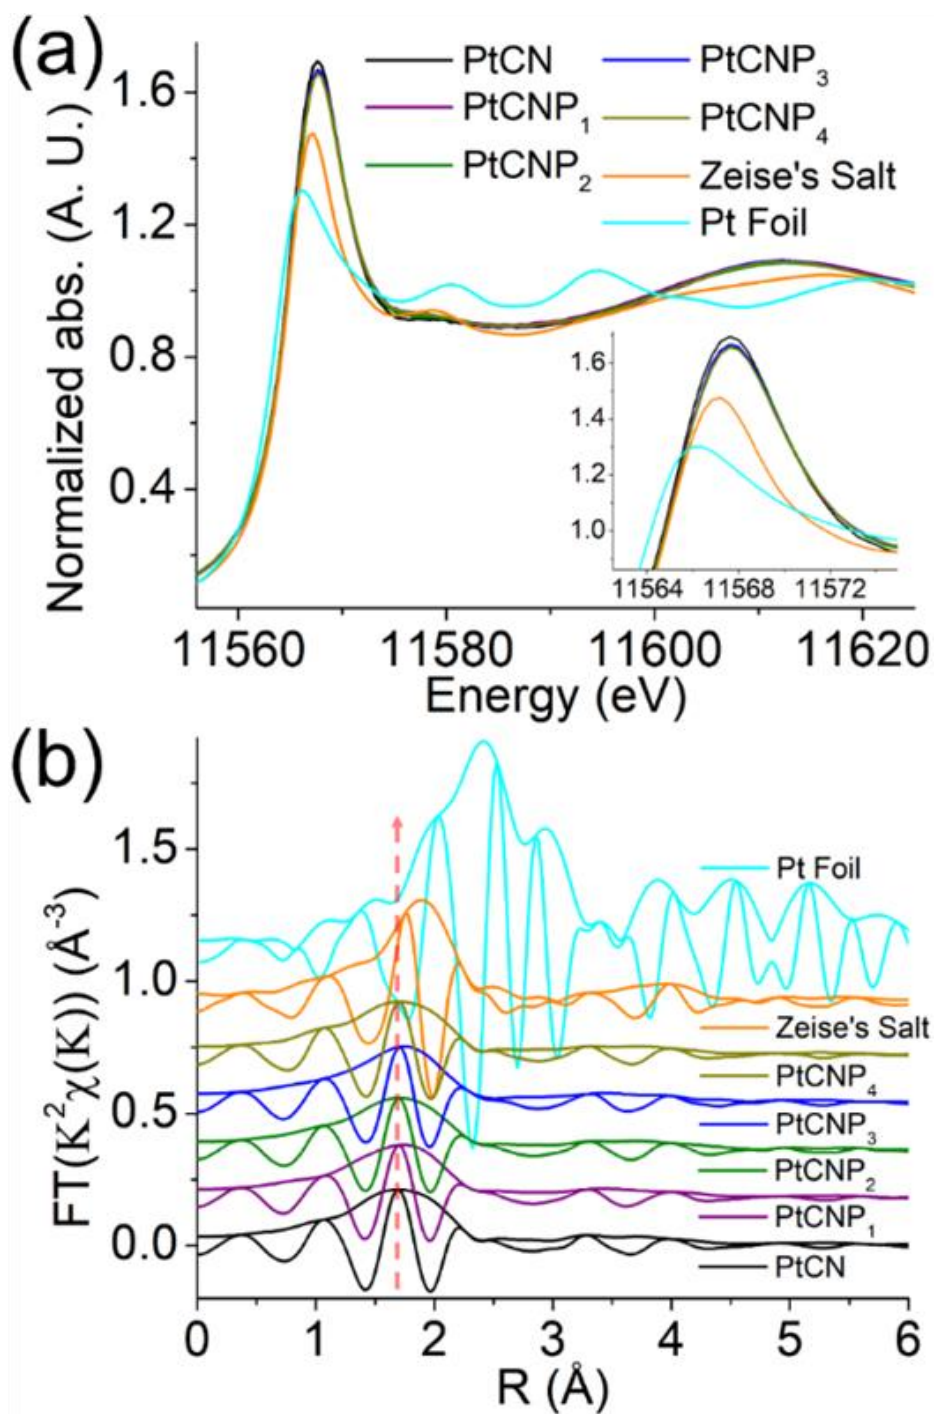 (a)
PtCN
PtCNP₁
PtCNP₂
PtCNP₃
PtCNP₄
Zeise's Salt
Pt Foil
Normalized abs. (A. U.)
1.6
1.2
0.8
0.4
1.6
1.4
1.2
1.0
11564 11568 11572
11560 11580 11600 11620
Energy (eV)
(b)
FT(K²χ(K)) (Å⁻³)
1.5
1.0
0.5
0.0
Pt Foil
Zeise's Salt
PtCNP₄
PtCNP₃
PtCNP₂
PtCNP₁
PtCN
0 1 2 3 4 5 6
R (Å)